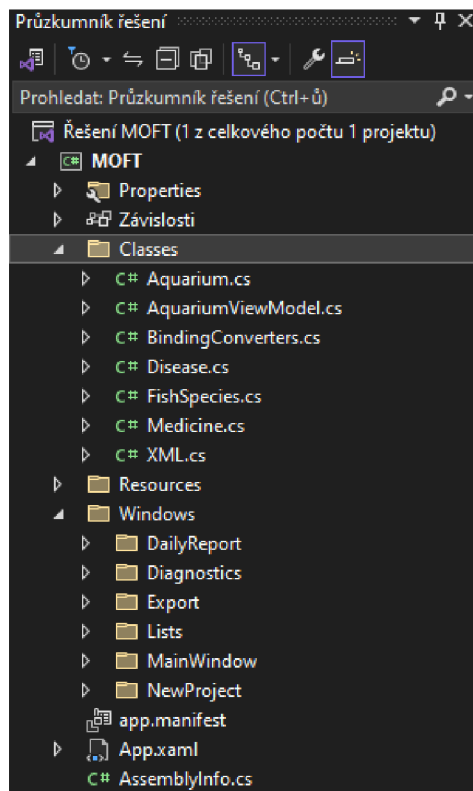 Průzkumník řešení
Prohledat: Průzkumník řešení (Ctrl+ů)
Řešení MOFT (1 z celkového počtu 1 projektu)
C# MOFT
Properties
Závislosti
Classes
C# Aquarium.cs
C# AquariumViewModel.cs
C# BindingConverters.cs
C# Disease.cs
C# FishSpecies.cs
C# Medicine.cs
C# XML.cs
Resources
Windows
DailyReport
Diagnostics
Export
Lists
MainWindow
NewProject
app.manifest
App.xaml
C# AssemblyInfo.cs